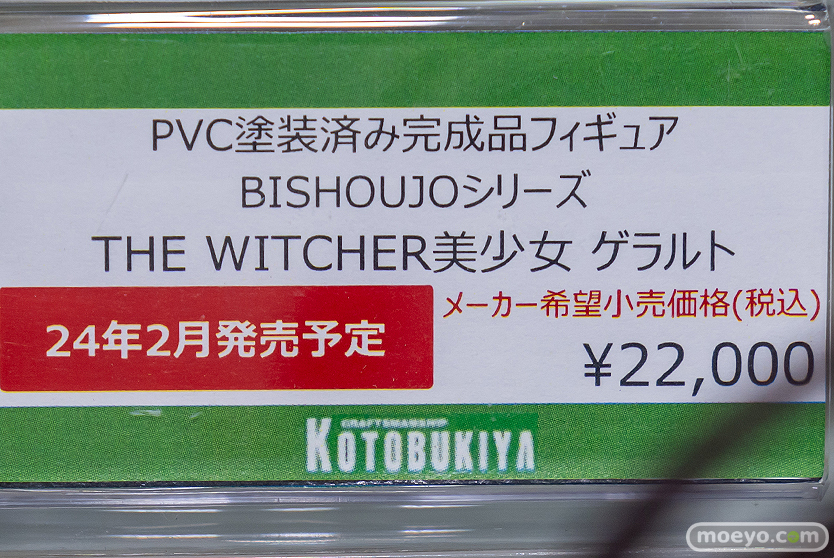 PVC塗装済み完成品フィギュア
BISHOUJOシリーズ
THE WITCHER美少女 ゲラルト
メーカー希望小売価格(税込)
24年2月発売予定
¥22,000
CRAFTSMANSHIP
KOTOBUKIYA
moeyo.com